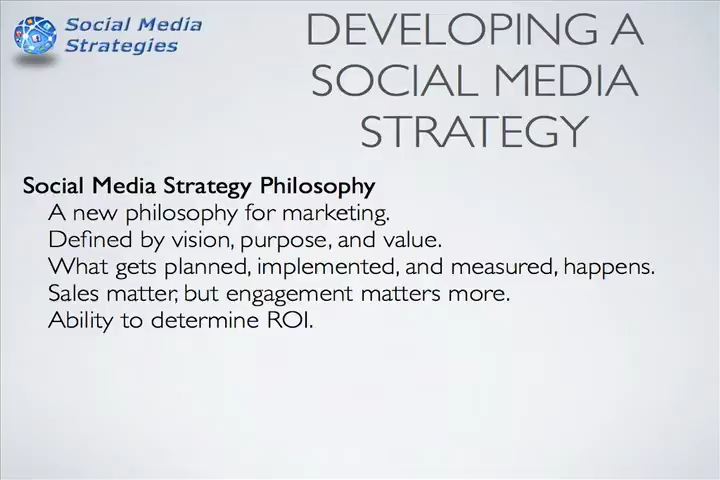 Social Media
Strategies
DEVELOPING A
SOCIAL MEDIA
STRATEGY
Social Media Strategy Philosophy
A new philosophy for marketing.
Defined by vision, purpose, and value.
What gets planned, implemented, and measured, happens.
Sales matter, but engagement matters more.
Ability to determine ROI.